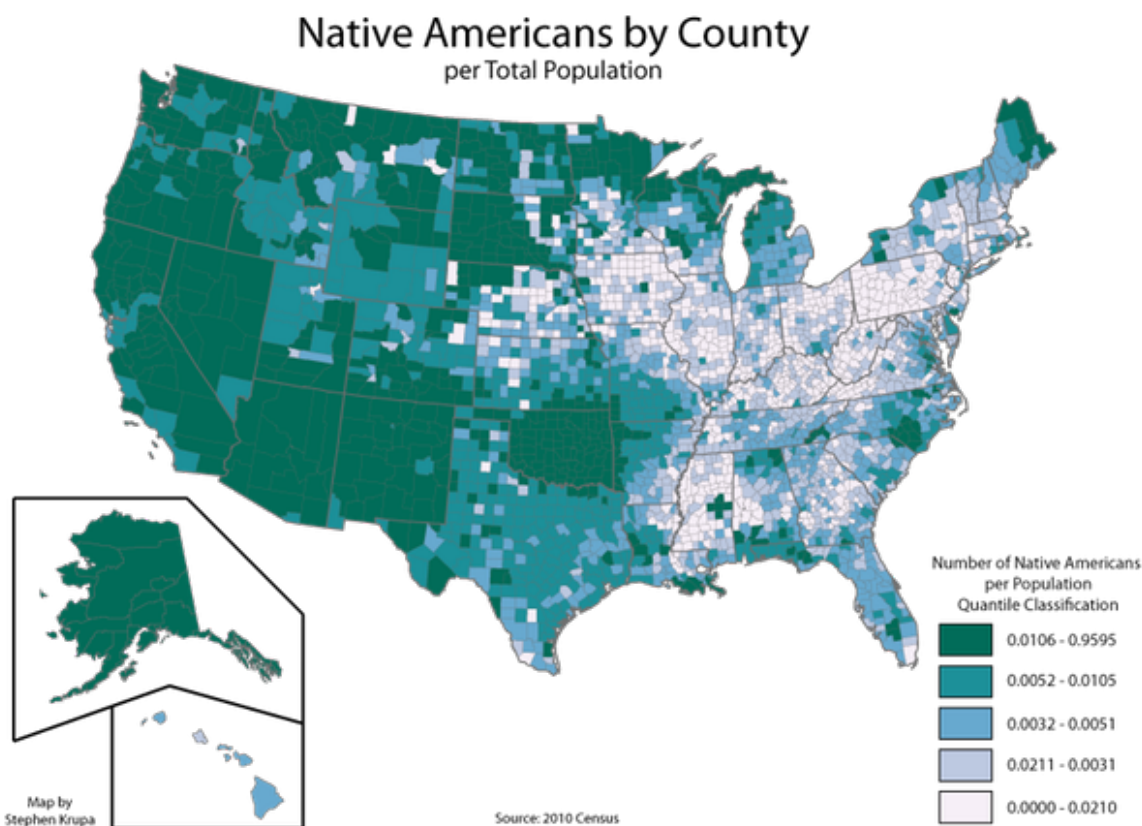 Native Americans by County
per Total Population
Number of Native Americans
per Population
Quantile Classification
0.0106 - 0.9595
0.0052 - 0.0105
0.0032 - 0.0051
0.0211 - 0.0031
0.0000 - 0.0210
Map by
Stephen Krupa
Source: 2010 Census